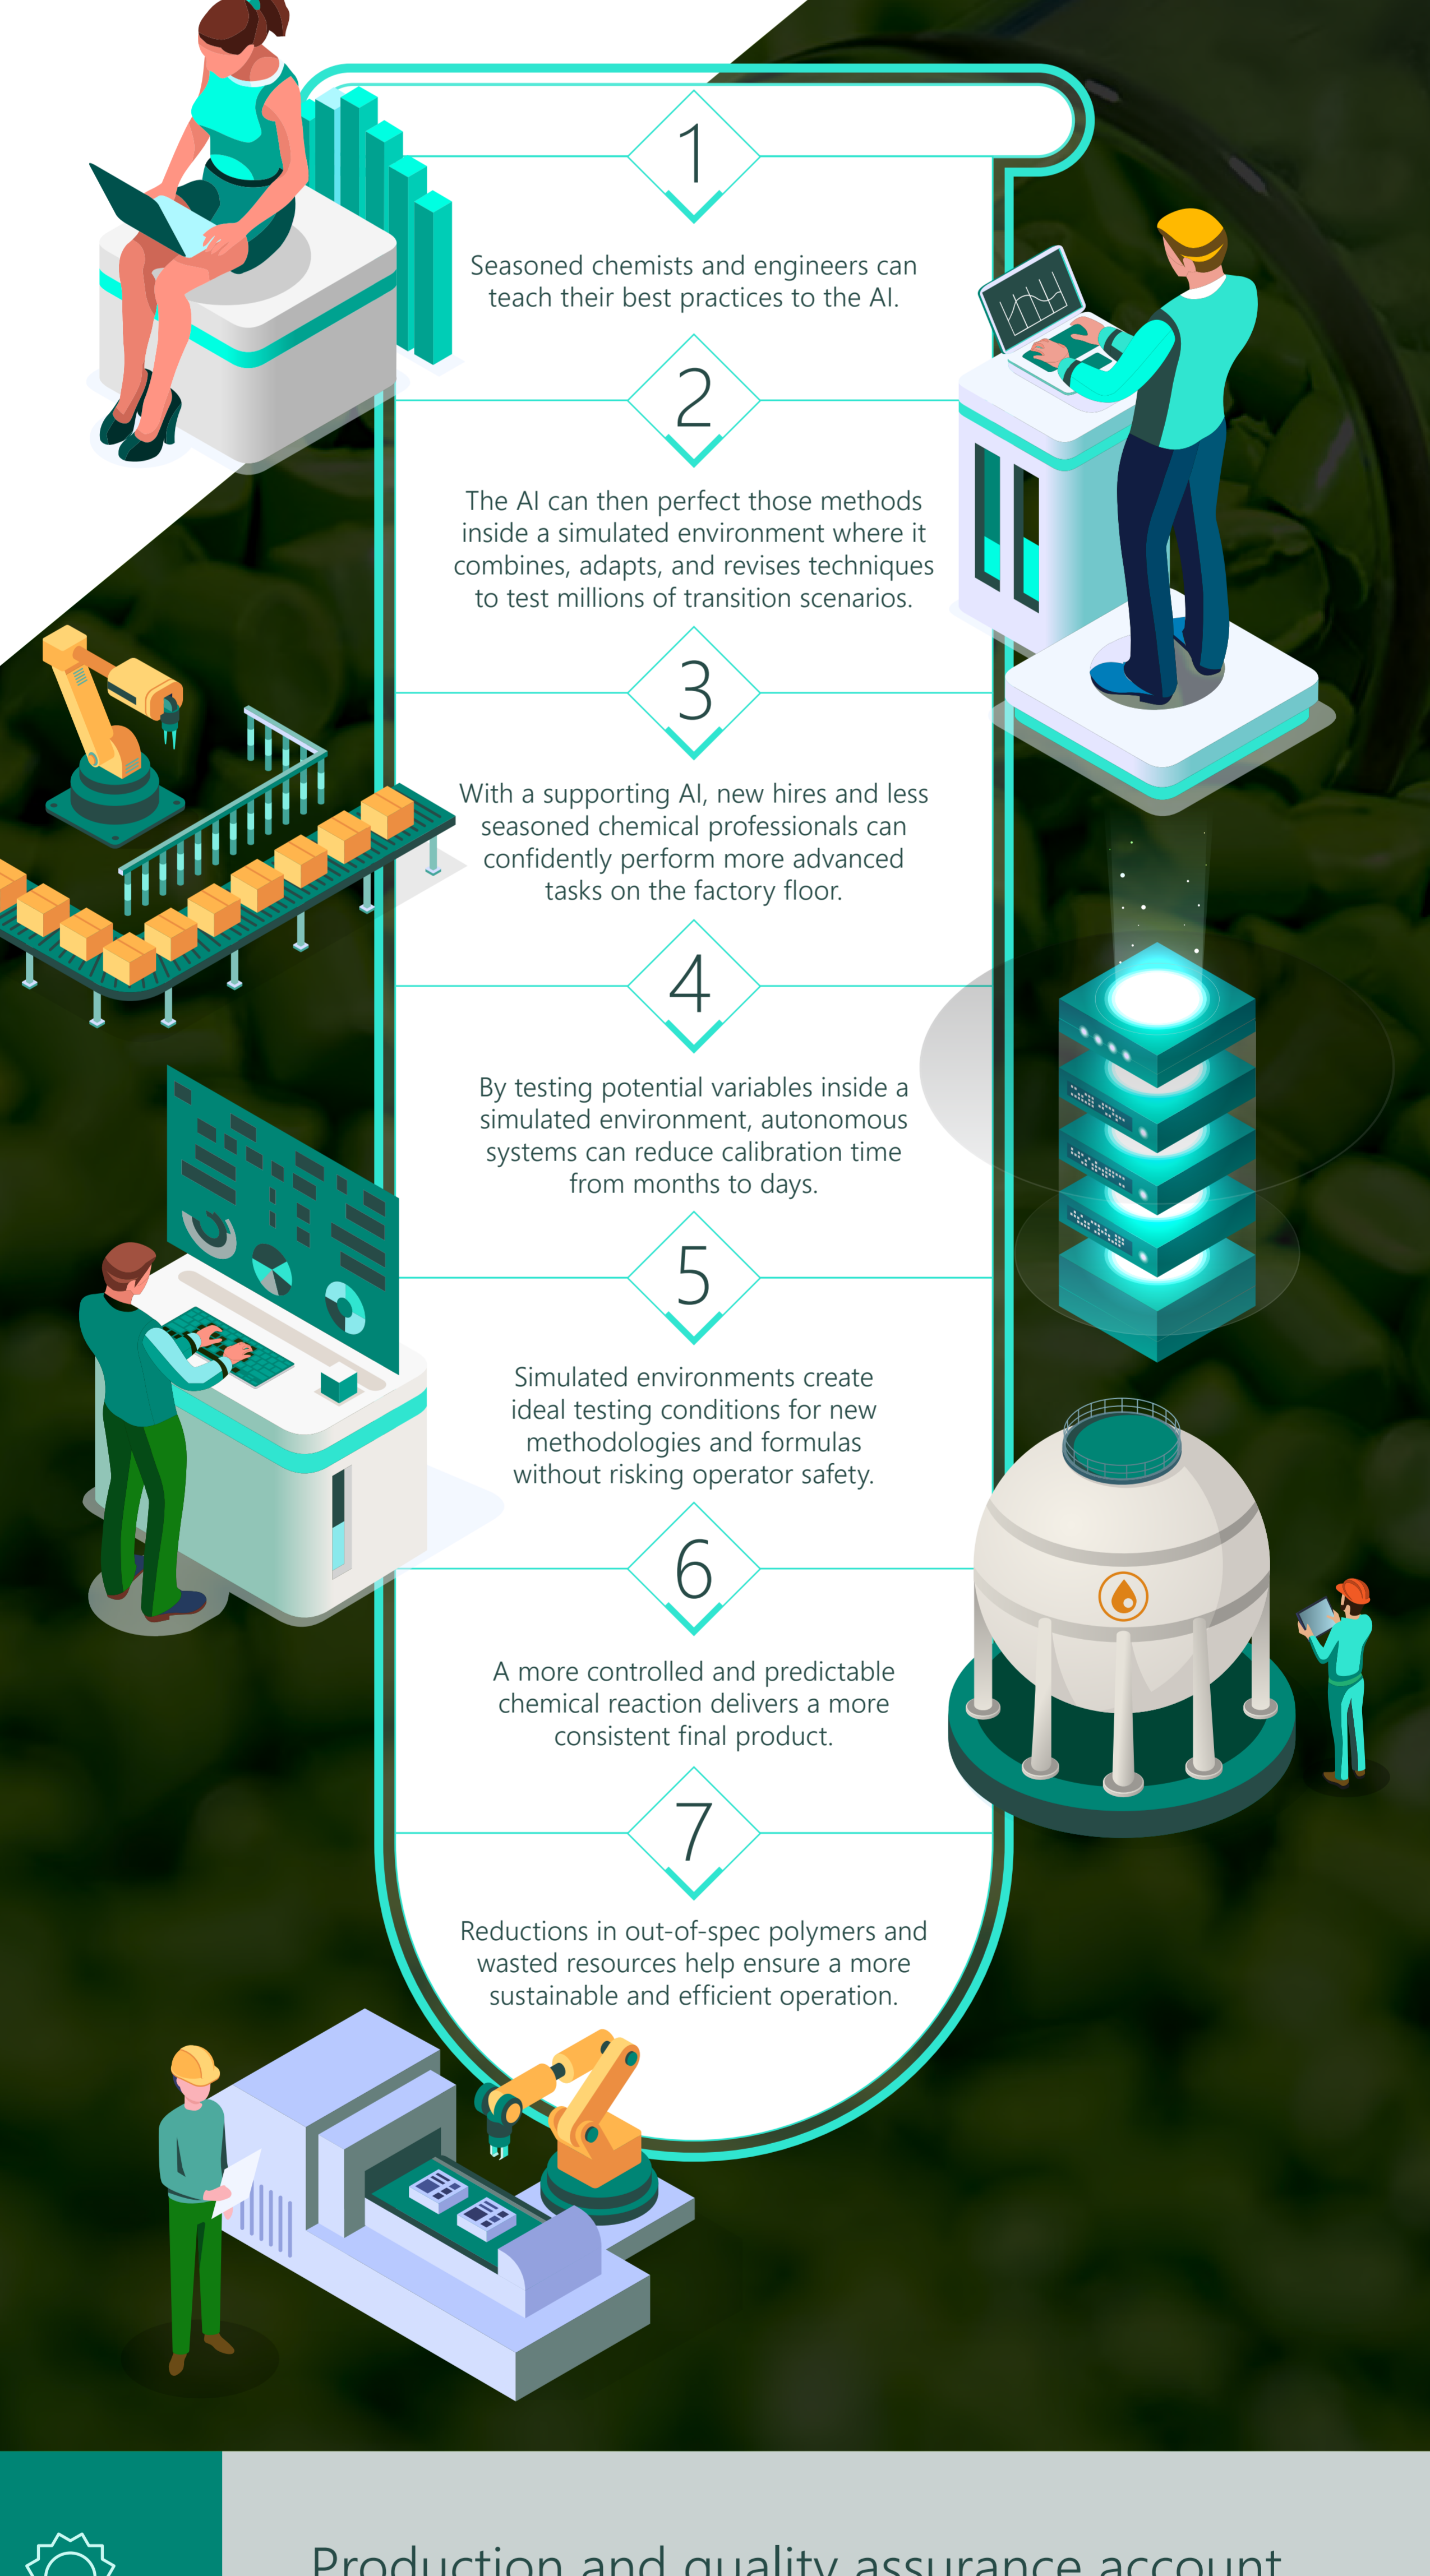 1
Seasoned chemists and engineers can
teach their best practices to the AI.
2
The AI can then perfect those methods
inside a simulated environment where it
combines, adapts, and revises techniques
to test millions of transition scenarios.
3
With a supporting AI, new hires and less
seasoned chemical professionals can
confidently perform more advanced
tasks on the factory floor.
4
By testing potential variables inside a
simulated environment, autonomous
systems can reduce calibration time
from months to days.
5
Simulated environments create
ideal testing conditions for new
methodologies and formulas
without risking operator safety.
6
A more controlled and predictable
chemical reaction delivers a more
consistent final product.
7
Reductions in out-of-spec polymers and
wasted resources help ensure a more
sustainable and efficient operation.
Production and quality assurance account